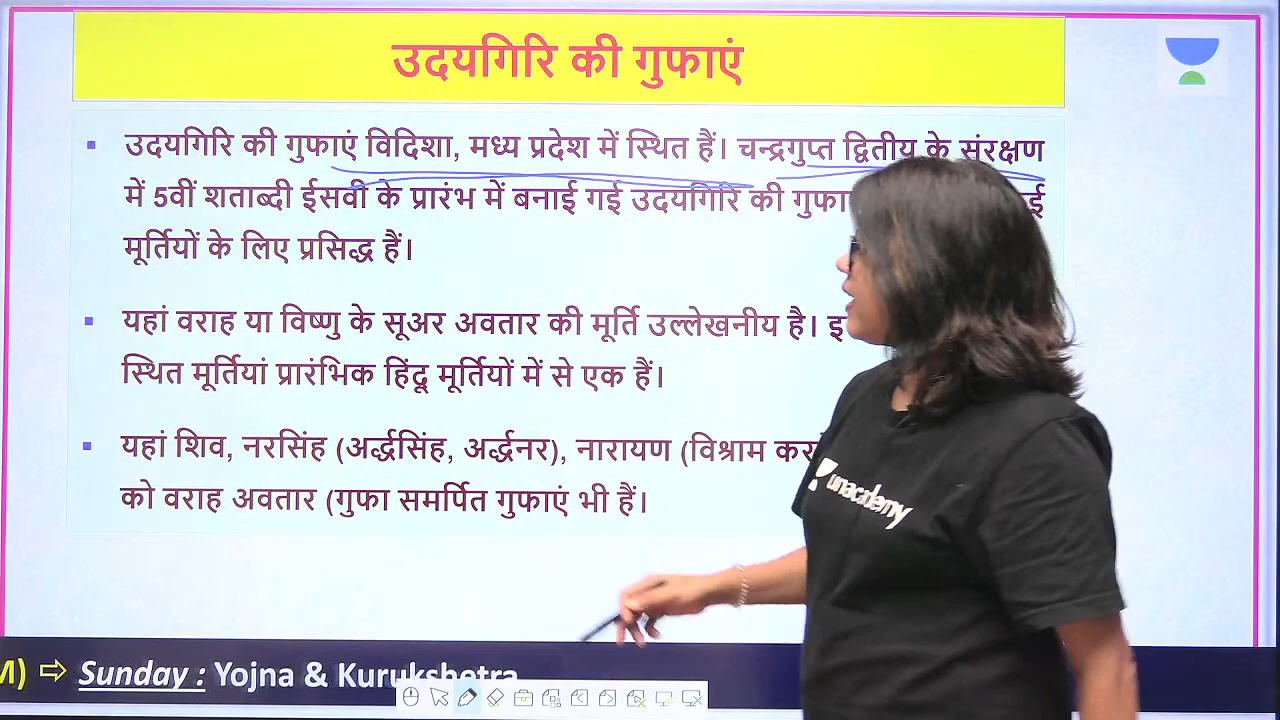 उदयगिरि की गुफाएं
उदयगिरि की गुफाएं विदिशा, मध्य प्रदेश में स्थित हैं। चन्द्रगुप्त द्वितीय के संरक्षण
में 5वीं शताब्दी ईसवी के प्रारंभ में बनाई गई उदयगिरि की
मूर्तियों के लिए प्रसिद्ध हैं।
यहां वराह या विष्णु के सूअर अवतार की मूर्ति उल्लेखनीय है।
स्थित मूर्तियां प्रारंभिक हिंदू मूर्तियों में से एक हैं।
यहां शिव, नरसिंह (अर्द्धसिंह, अर्द्धनर), नारायण (विश्राम
को वराह अवतार (गुफा समर्पित गुफाएं भी हैं।
unacademy
M) ⇨ Sunday : Yojna & Kurukshetra